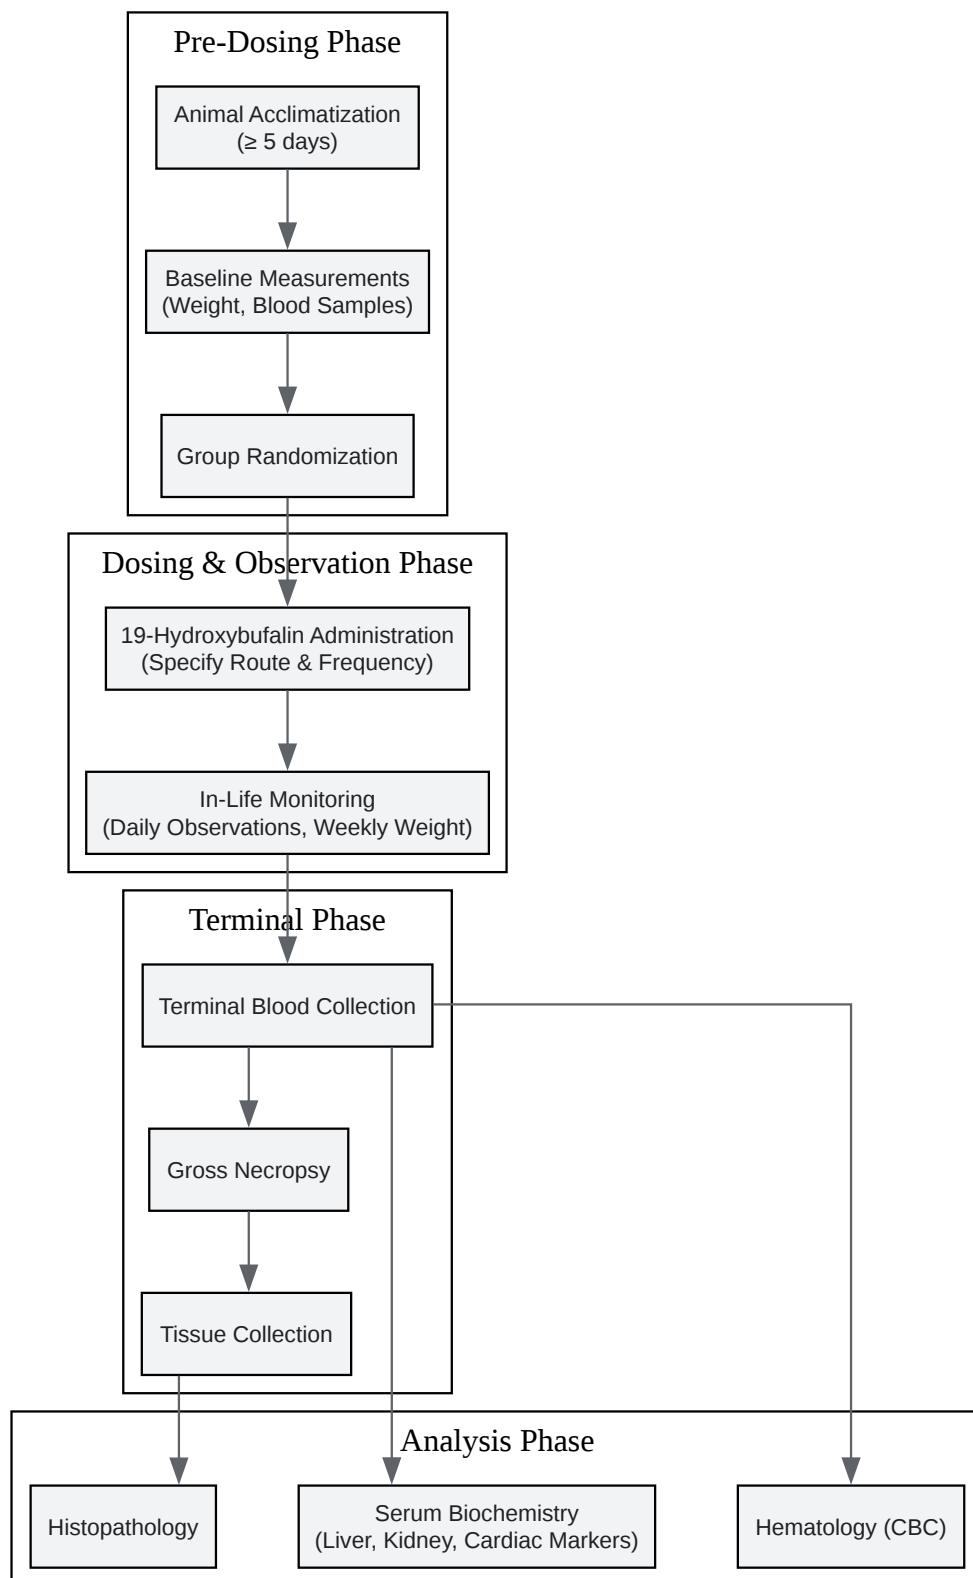 Pre-Dosing Phase
Animal Acclimatization
(≥ 5 days)
Baseline Measurements
(Weight, Blood Samples)
Group Randomization
Dosing & Observation Phase
19-Hydroxybufalin Administration
(Specify Route & Frequency)
In-Life Monitoring
(Daily Observations, Weekly Weight)
Terminal Phase
Terminal Blood Collection
Gross Necropsy
Tissue Collection
Analysis Phase
Histopathology
Serum Biochemistry
(Liver, Kidney, Cardiac Markers)
Hematology (CBC)